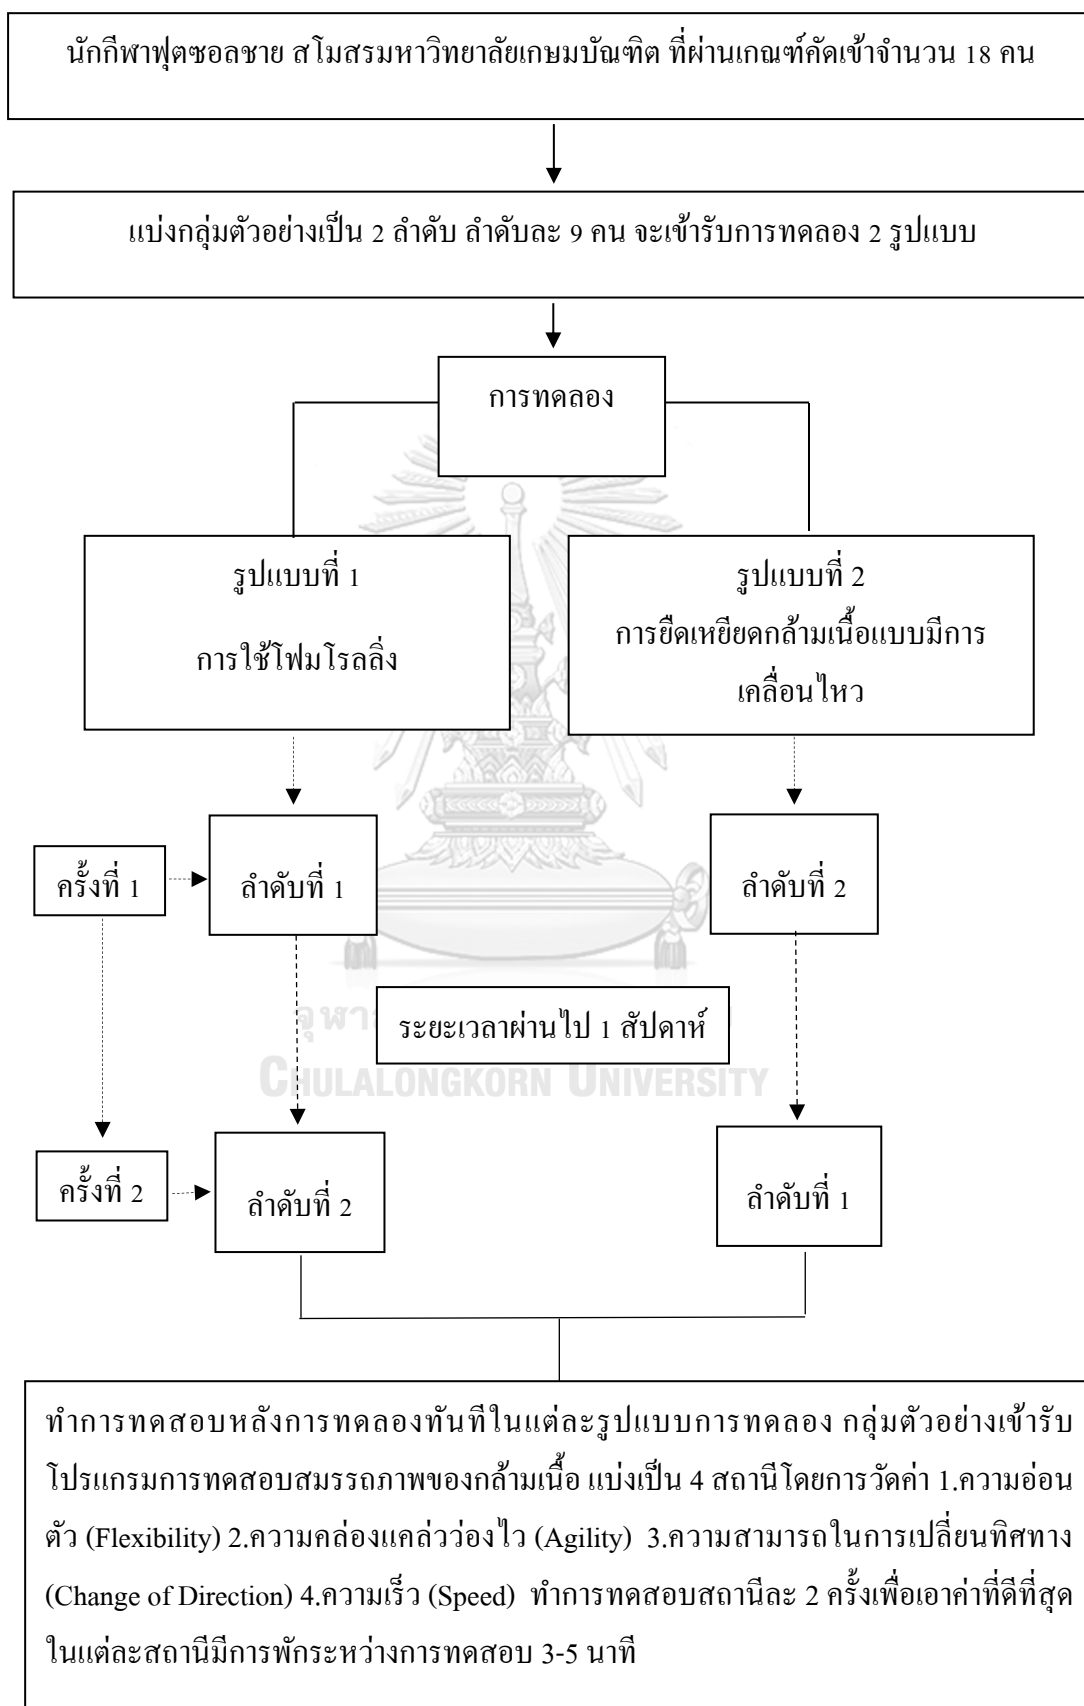 นักกีฬาฟุตซอลชาย สโมสรมหาวิทยาลัยเกษมบัณฑิต ที่ผ่านเกณฑ์คัดเข้าจำนวน 18 คน
แบ่งกลุ่มตัวอย่างเป็น 2 ลำดับ ลำดับละ 9 คน จะเข้ารับการทดลอง 2 รูปแบบ
การทดลอง
รูปแบบที่ 1
การใช้โฟมโรลลิ่ง
รูปแบบที่ 2
การยืดเหยียดกล้ามเนื้อแบบมีการ
เคลื่อนไหว
ครั้งที่ 1
ลำดับที่ 1
ลำดับที่ 2
ระยะเวลาผ่านไป 1 สัปดาห์
จุฬา
CHULALONGKORN UNIVERSITY
ครั้งที่ 2
ลำดับที่ 2
ลำดับที่ 1
ทำการทดสอบหลังการทดลองทันทีในแต่ละรูปแบบการทดลอง กลุ่มตัวอย่างเข้ารับ
โปรแกรมการทดสอบสมรรถภาพของกล้ามเนื้อ แบ่งเป็น 4 สถานีโดยการวัดค่า 1.ความอ่อน
ตัว (Flexibility) 2.ความคล่องแคล่วว่องไว (Agility) 3.ความสามารถในการเปลี่ยนทิศทาง
(Change of Direction) 4.ความเร็ว (Speed) ทำการทดสอบสถานีละ 2 ครั้งเพื่อเอาค่าที่ดีที่สุด
ในแต่ละสถานีมีการพักระหว่างการทดสอบ 3-5 นาที